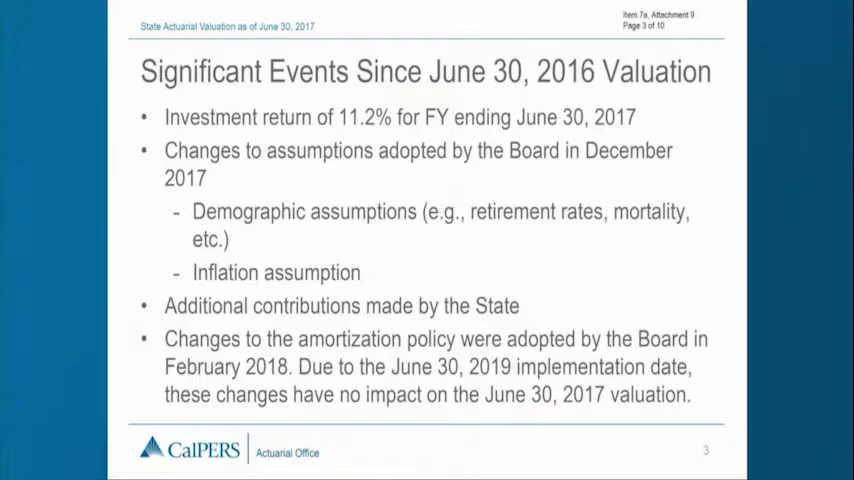 State Actuarial Valuation as of June 30, 2017
Item 7a, Attachment 9
Page 3 of 10
Significant Events Since June 30, 2016 Valuation
• Investment return of 11.2% for FY ending June 30, 2017
• Changes to assumptions adopted by the Board in December
2017
- Demographic assumptions (e.g., retirement rates, mortality,
etc.)
- Inflation assumption
• Additional contributions made by the State
• Changes to the amortization policy were adopted by the Board in
February 2018. Due to the June 30, 2019 implementation date,
these changes have no impact on the June 30, 2017 valuation.
CalPERS
Actuarial Office
3